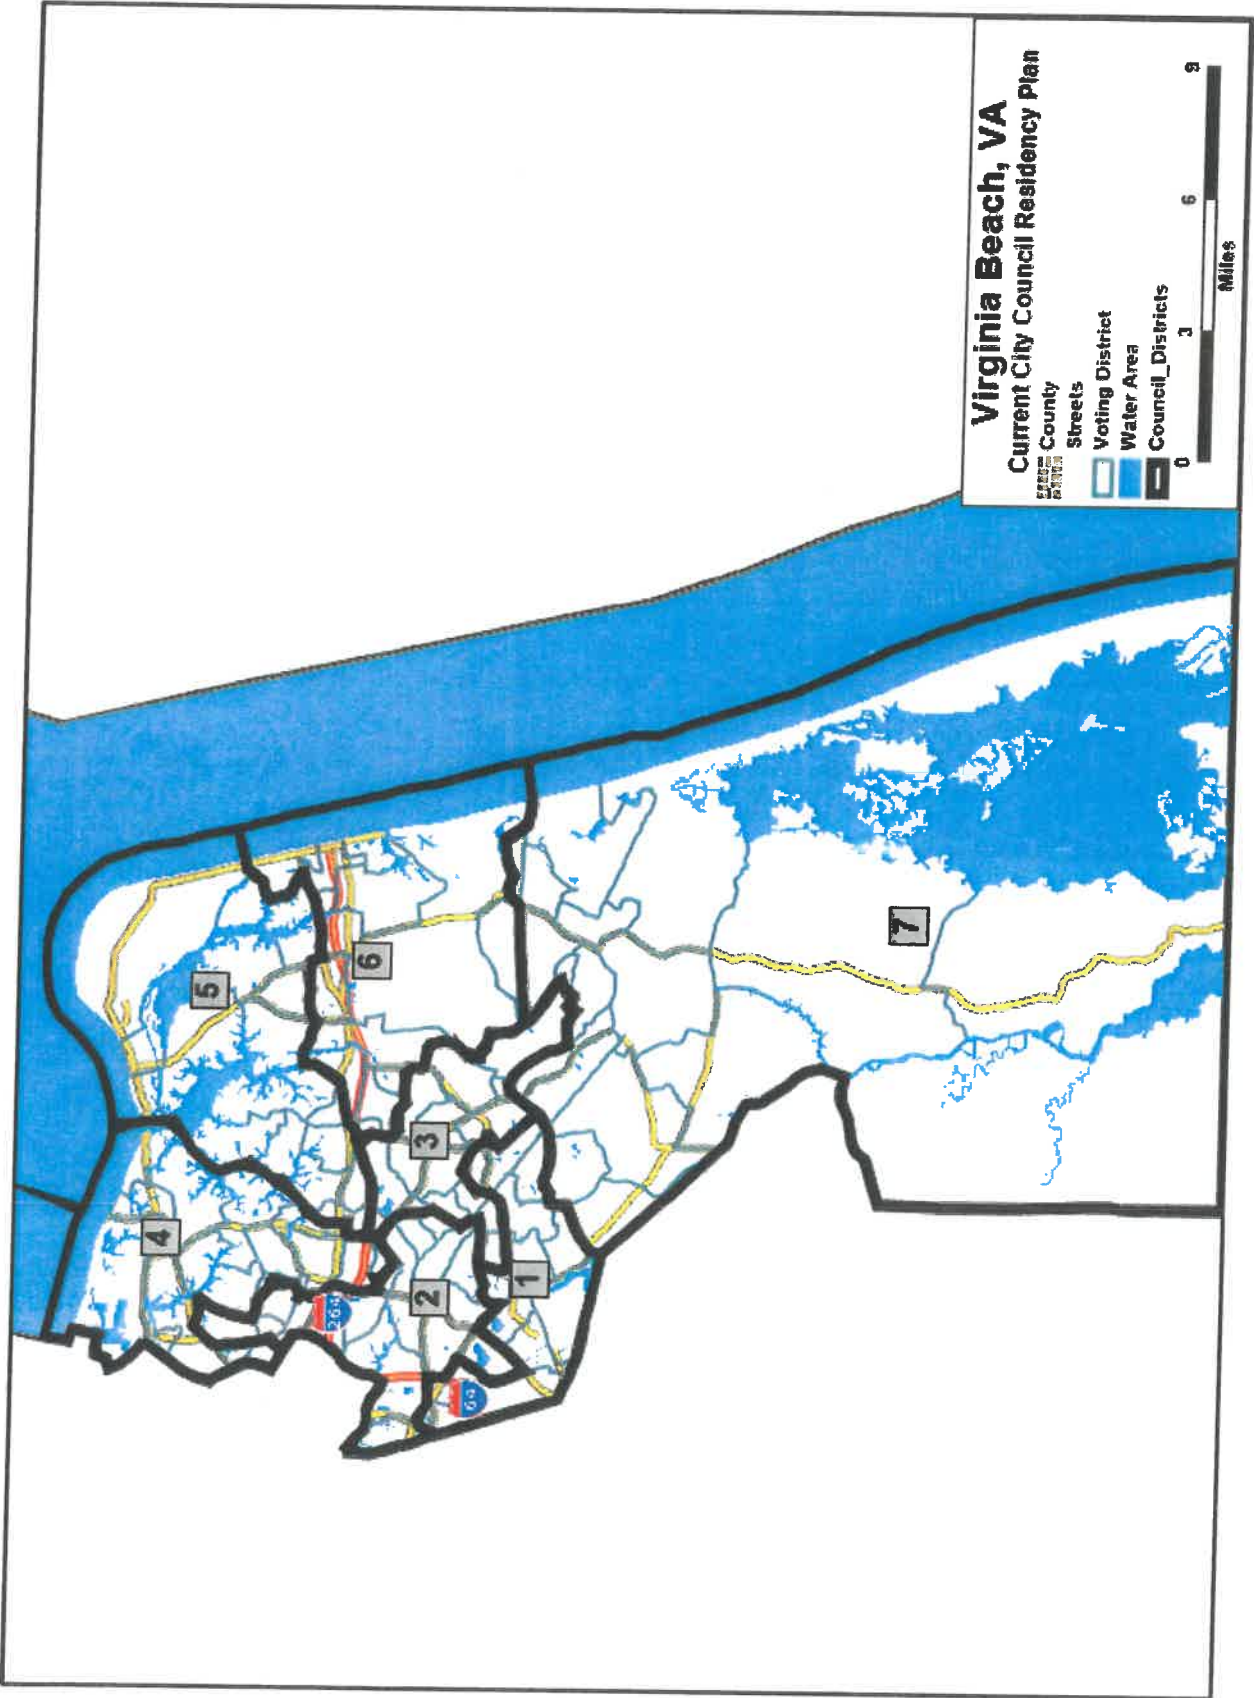 Virginia Beach, VA
Current City Council Residency Plan
County
Streets
Voting District
Water Area
Council_Districts
0 3 6 9
Miles
4
5
264
6
2
3
64
1
7